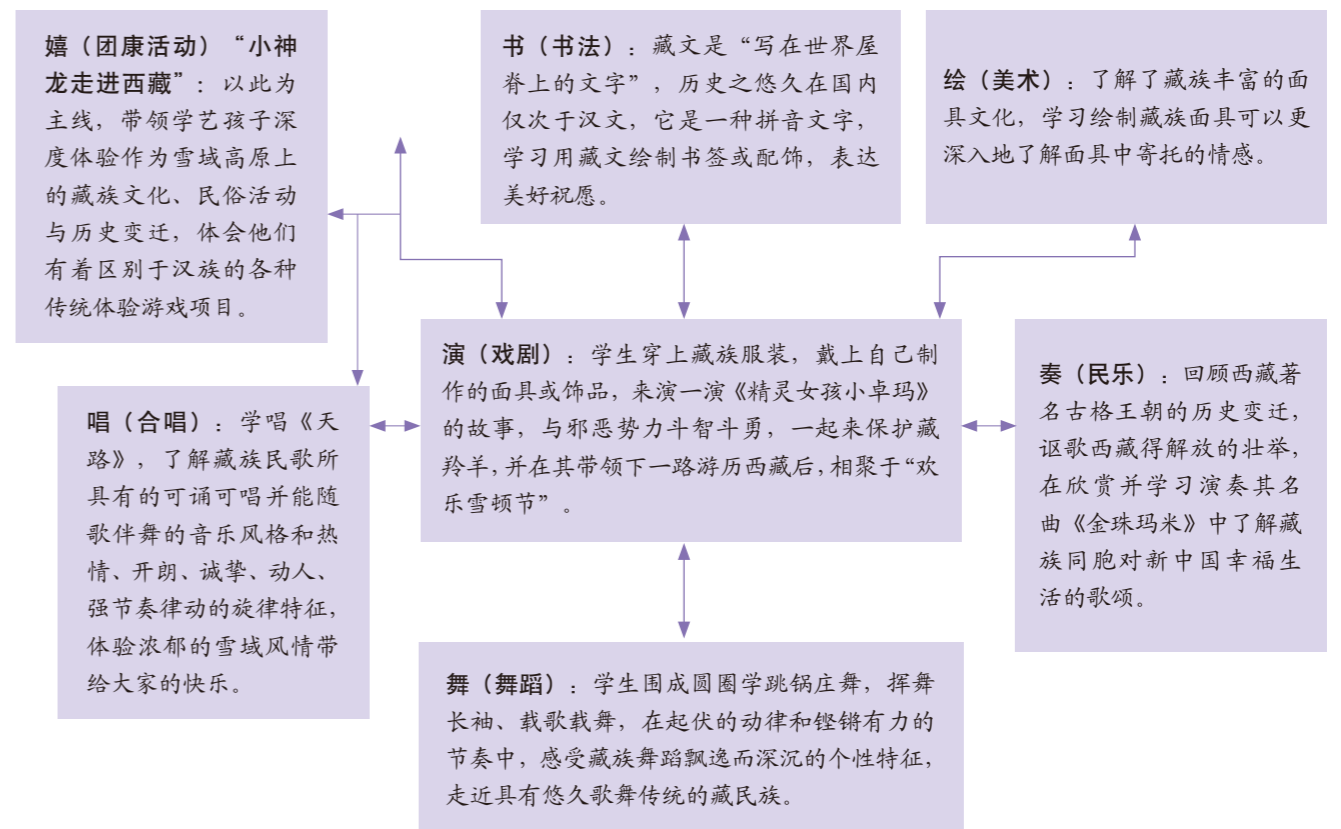 嬉（团康活动）“小神
龙走进西藏”：以此为
主线，带领学艺孩子深
度体验作为雪域高原上
的藏族文化、民俗活动
与历史变迁，体会他们
有着区别于汉族的各种
传统体验游戏项目。
书（书法）：藏文是“写在世界屋
脊上的文字”，历史之悠久在国内
仅次于汉文，它是一种拼音文字，
学习用藏文绘制书签或配饰，表达
美好祝愿。
绘（美术）：了解了藏族丰富的面
具文化，学习绘制藏族面具可以更
深入地了解面具中寄托的情感。
唱（合唱）：学唱《天
路》，了解藏族民歌所
具有的可诵可唱并能随
歌伴舞的音乐风格和热
情、开朗、诚挚、动人、
强节奏律动的旋律特征，
体验浓郁的雪域风情带
给大家的快乐。
演（戏剧）：学生穿上藏族服装，戴上自己制
作的面具或饰品，来演一演《精灵女孩小卓玛》
的故事，与邪恶势力斗智斗勇，一起来保护藏
羚羊，并在其带领下一路游历西藏后，相聚于“欢
乐雪顿节”。
奏（民乐）：回顾西藏著
名古格王朝的历史变迁，
讴歌西藏得解放的壮举，
在欣赏并学习演奏其名
曲《金珠玛米》中了解藏
族同胞对新中国幸福生
活的歌颂。
舞（舞蹈）：学生围成圆圈学跳锅庄舞，挥舞
长袖、载歌载舞，在起伏的动律和铿锵有力的
节奏中，感受藏族舞蹈飘逸而深沉的个性特征，
走近具有悠久歌舞传统的藏民族。